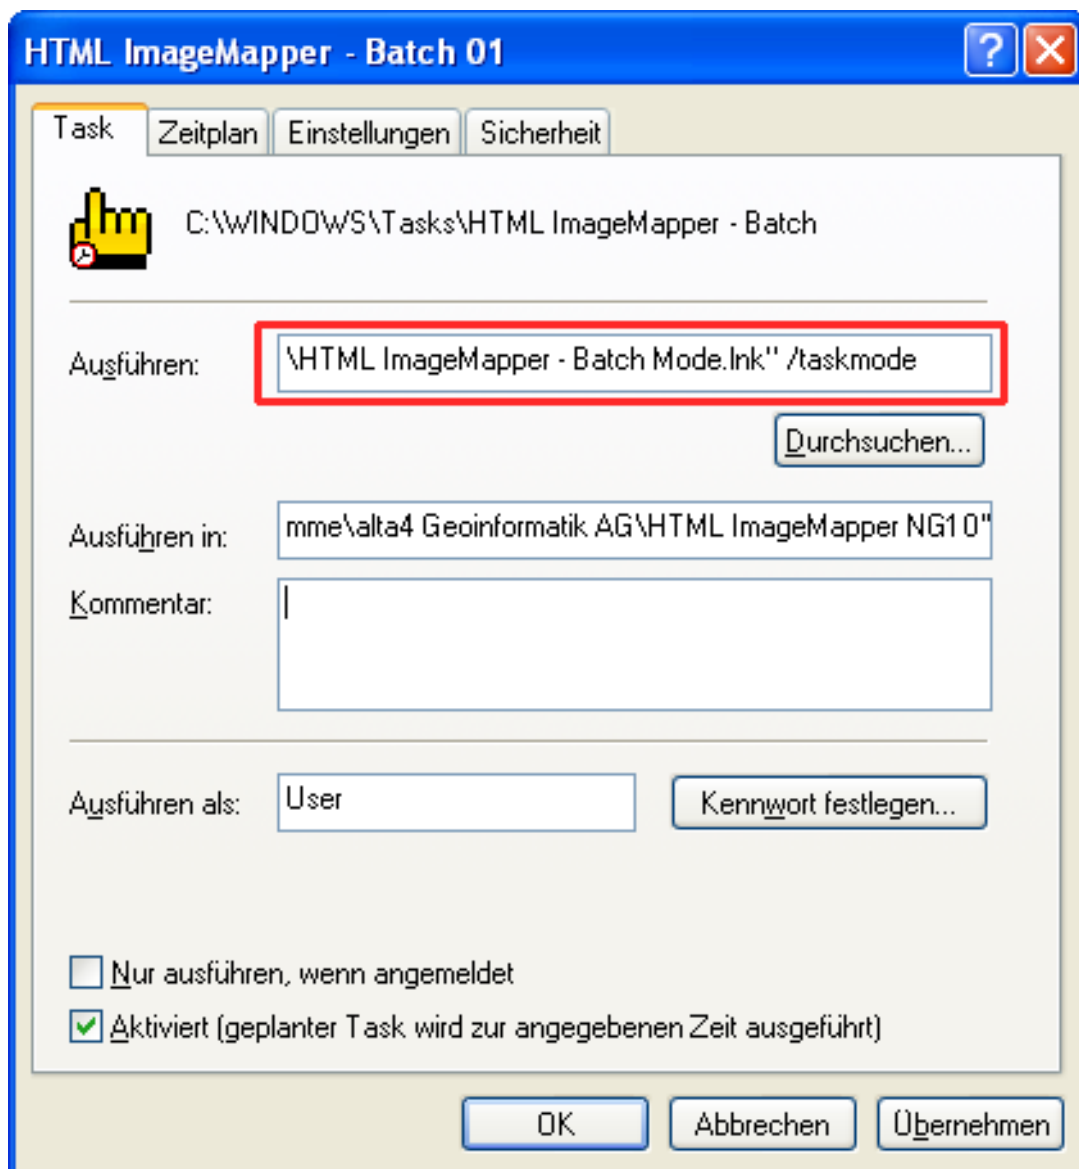 HTML ImageMapper - Batch 01
Task Zeitplan Einstellungen Sicherheit
C:\WINDOWS\Tasks\HTML ImageMapper - Batch
Ausführen: \HTML ImageMapper - Batch Mode.lnk" /taskmode
Durchsuchen...
Ausführen in: mme\alta4 Geoinformatik AG\HTML ImageMapper NG10"
Kommentar:
Ausführen als: User Kennwort festlegen...
Nur ausführen, wenn angemeldet
Aktiviert (geplanter Task wird zur angegebenen Zeit ausgeführt)
OK Abbrechen Übernehmen